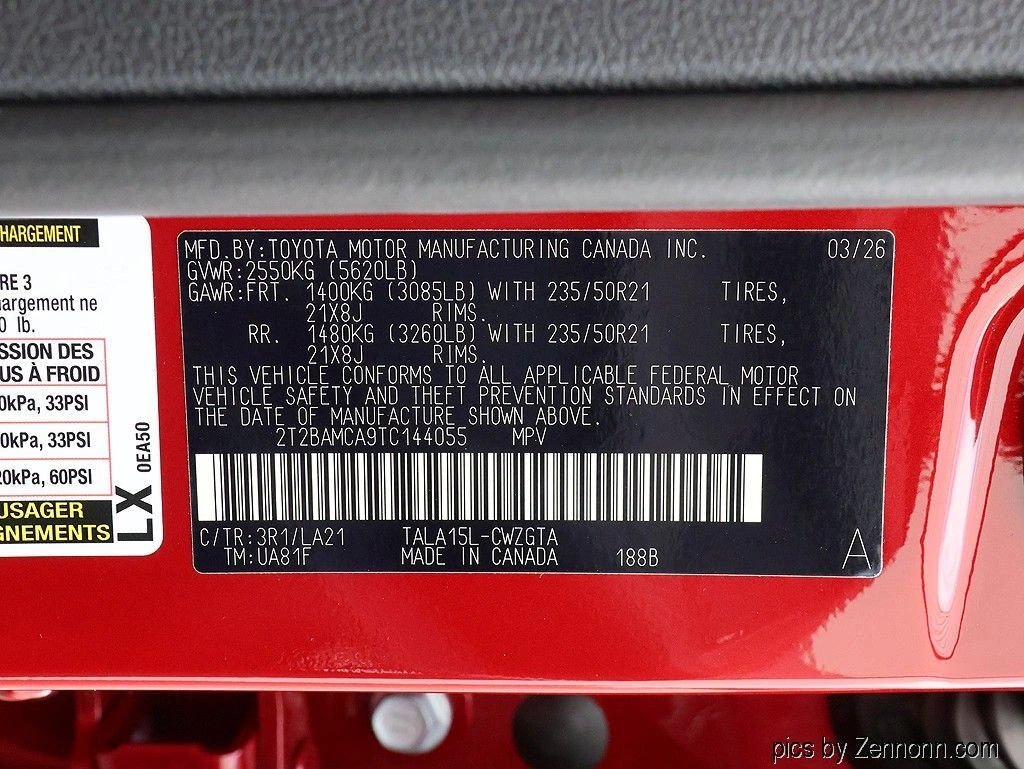 HARGEMENT
RE 3
hargement ne
0 lb.
SSION DES
US À FROID
0kPa, 33PSI
0kPa, 33PSI
20kPa, 60PSI
USAGER
GNEMENTS
LX
0EA50
MFD.BY:TOYOTA MOTOR MANUFACTURING CANADA INC. 03/26
GVWR:2550KG (5620LB)
GAWR:FRT. 1400KG (3085LB) WITH 235/50R21 TIRES,
21X8J RIMS.
RR. 1480KG (3260LB) WITH 235/50R21 TIRES,
21X8J RIMS.
THIS VEHICLE CONFORMS TO ALL APPLICABLE FEDERAL MOTOR
VEHICLE SAFETY AND THEFT PREVENTION STANDARDS IN EFFECT ON
THE DATE OF MANUFACTURE SHOWN ABOVE.
2T2BAMCA9TC144055 MPV
C/TR:3R1/LA21 TALA15L-CWZGTA
TM:UA81F MADE IN CANADA 188B A
pics by Zennonn.com